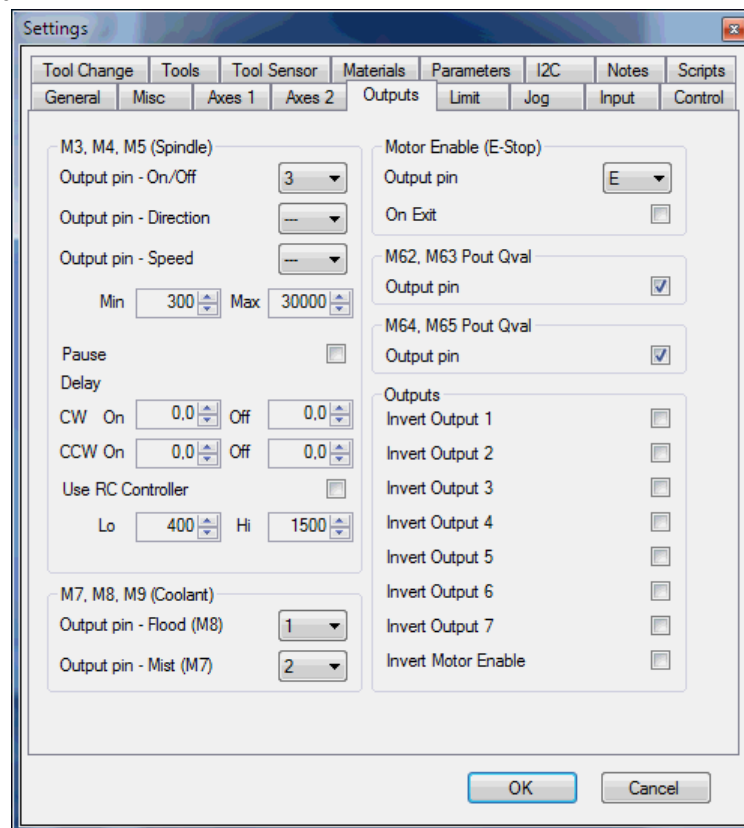 Settings
Tool Change Tools Tool Sensor Materials Parameters I2C Notes Scripts
General Misc Axes 1 Axes 2 Outputs Limit Jog Input Control
M3, M4, M5 (Spindle)
Output pin - On/Off 3
Output pin - Direction ---
Output pin - Speed ---
Min 300 Max 30000
Pause
Delay
CW On 0,0 Off 0,0
CCW On 0,0 Off 0,0
Use RC Controller
Lo 400 Hi 1500
M7, M8, M9 (Coolant)
Output pin - Flood (M8) 1
Output pin - Mist (M7) 2
Motor Enable (E-Stop)
Output pin E
On Exit
M62, M63 Pout Qval
Output pin
M64, M65 Pout Qval
Output pin
Outputs
Invert Output 1
Invert Output 2
Invert Output 3
Invert Output 4
Invert Output 5
Invert Output 6
Invert Output 7
Invert Motor Enable
OK Cancel